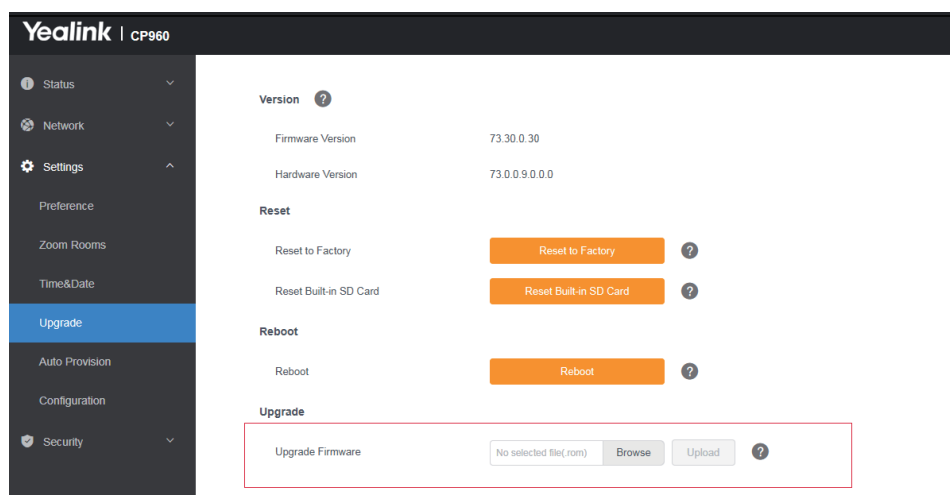 Yealink | CP960
Status
Network
Settings
Preference
Zoom Rooms
Time&Date
Upgrade
Auto Provision
Configuration
Security
Version ?
Firmware Version 73.30.0.30
Hardware Version 73.0.0.9.0.0.0
Reset
Reset to Factory Reset to Factory ?
Reset Built-in SD Card Reset Built-in SD Card ?
Reboot
Reboot Reboot ?
Upgrade
Upgrade Firmware No selected file(.rom) Browse Upload ?